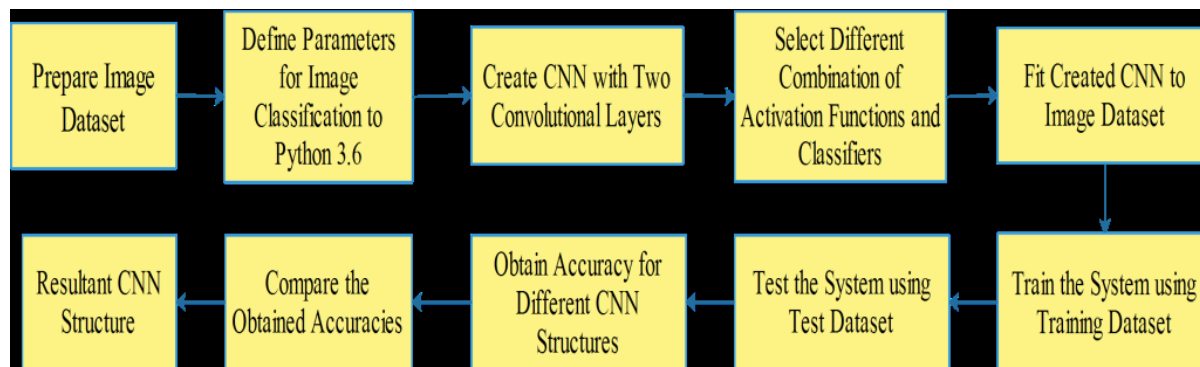 Prepare Image
Dataset
Define Parameters
for Image
Classification to
Python 3.6
Create CNN with Two
Convolutional Layers
Select Different
Combination of
Activation Functions and
Classifiers
Fit Created CNN to
Image Dataset
Train the System using
Training Dataset
Test the System using
Test Dataset
Obtain Accuracy for
Different CNN
Structures
Compare the
Obtained Accuracies
Resultant CNN
Structure